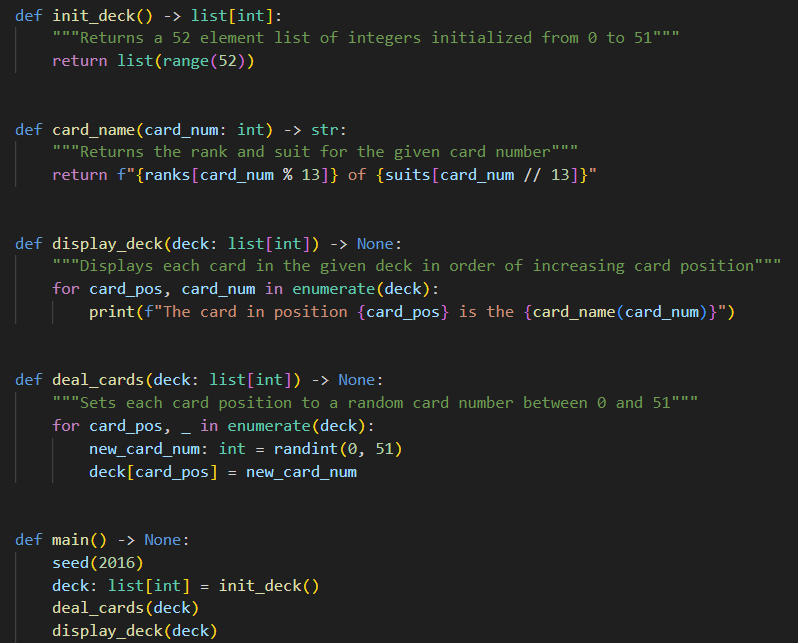 def init_deck() -> list[int]:
    """Returns a 52 element list of integers initialized from 0 to 51"""
    return list(range(52))
def card_name(card_num: int) -> str:
    """Returns the rank and suit for the given card number"""
    return f"{ranks[card_num % 13]} of {suits[card_num // 13]}"
def display_deck(deck: list[int]) -> None:
    """Displays each card in the given deck in order of increasing card position"""
    for card_pos, card_num in enumerate(deck):
        print(f"The card in position {card_pos} is the {card_name(card_num)}")
def deal_cards(deck: list[int]) -> None:
    """Sets each card position to a random card number between 0 and 51"""
    for card_pos, _ in enumerate(deck):
        new_card_num: int = randint(0, 51)
        deck[card_pos] = new_card_num
def main() -> None:
    seed(2016)
    deck: list[int] = init_deck()
    deal_cards(deck)
    display_deck(deck)